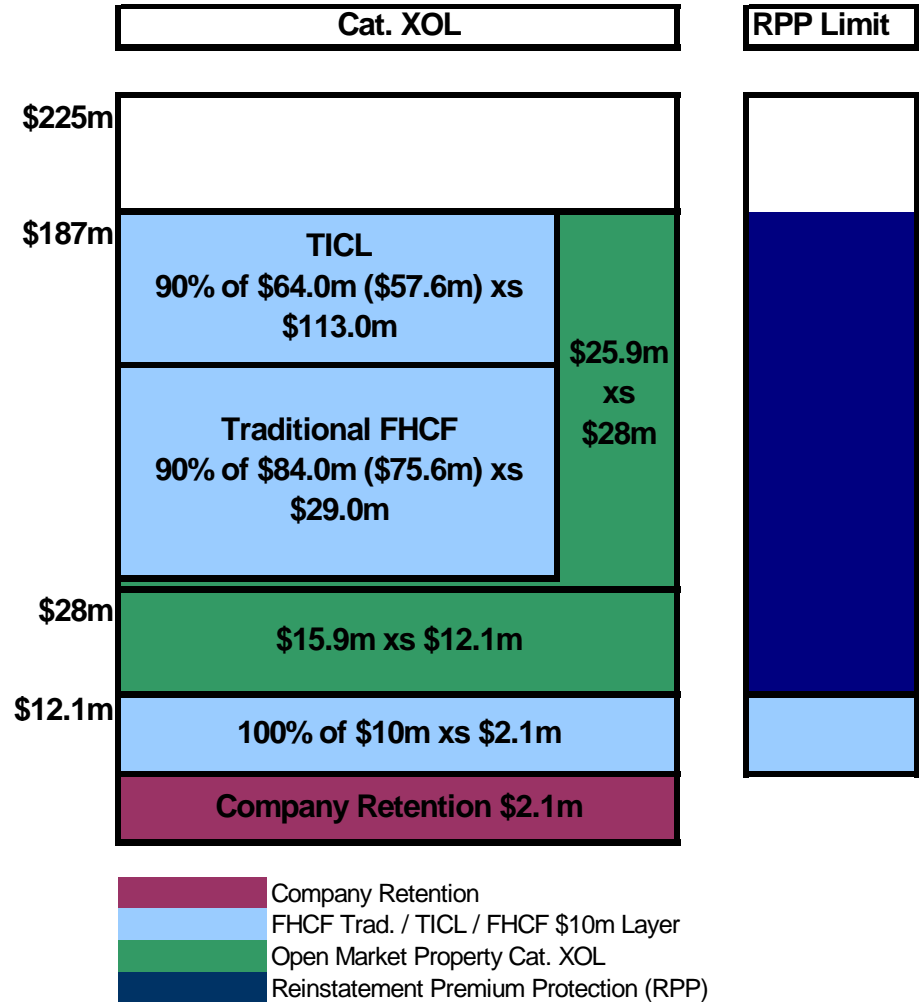 Cat. XOL
RPP Limit
$225m
$187m
TICL
90% of $64.0m ($57.6m) xs
$113.0m
$25.9m
xs
$28m
Traditional FHCF
90% of $84.0m ($75.6m) xs
$29.0m
$28m
$15.9m xs $12.1m
$12.1m
100% of $10m xs $2.1m
Company Retention $2.1m
Company Retention
FHCF Trad. / TICL / FHCF $10m Layer
Open Market Property Cat. XOL
Reinstatement Premium Protection (RPP)